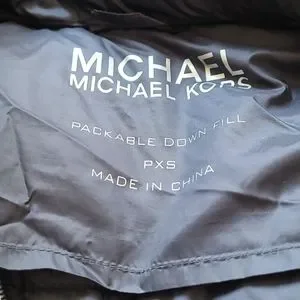 MICHAEL
MICHAEL KORS
PACKABLE DOWN FILL
PXS
MADE IN CHINA